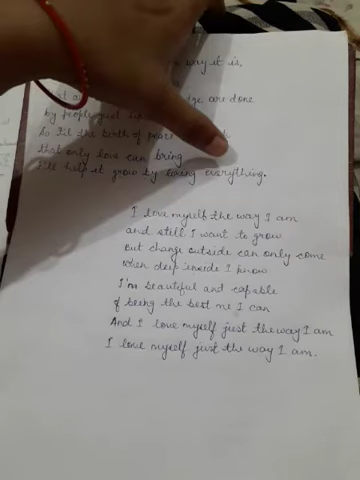 way it is,
are done
by people just
to
that only love can bring
I'll help it grow by loving everything.
I love myself the way I am
and still I want to grow
But change outside can only come
when deep inside I know
I'm beautiful and capable
of being the best me I can
And I love myself just the way I am
I love myself just the way I am.